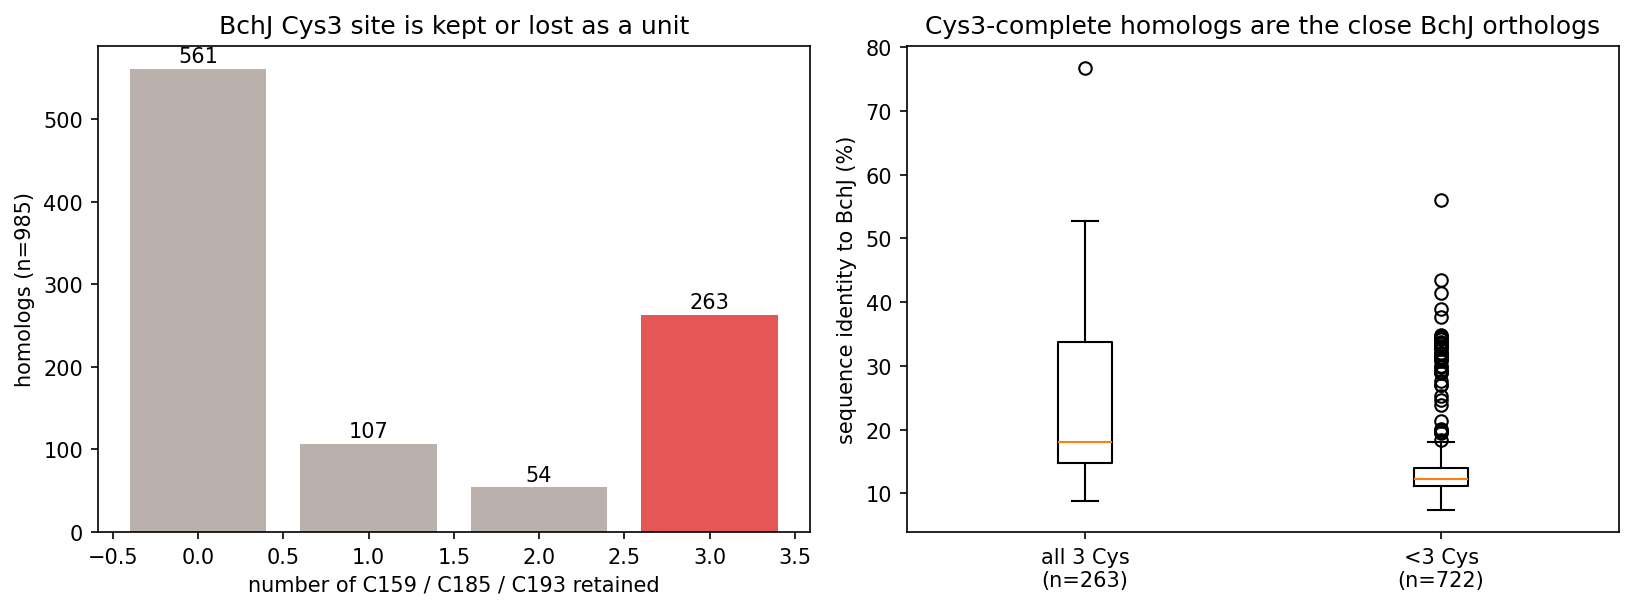 BchJ Cys3 site is kept or lost as a unit
homologs (n=985)
500
400
300
200
100
0
561
107
54
263
−0.5 0.0 0.5 1.0 1.5 2.0 2.5 3.0 3.5
number of C159 / C185 / C193 retained
Cys3-complete homologs are the close BchJ orthologs
sequence identity to BchJ (%)
80
70
60
50
40
30
20
10
all 3 Cys
(n=263)
<3 Cys
(n=722)